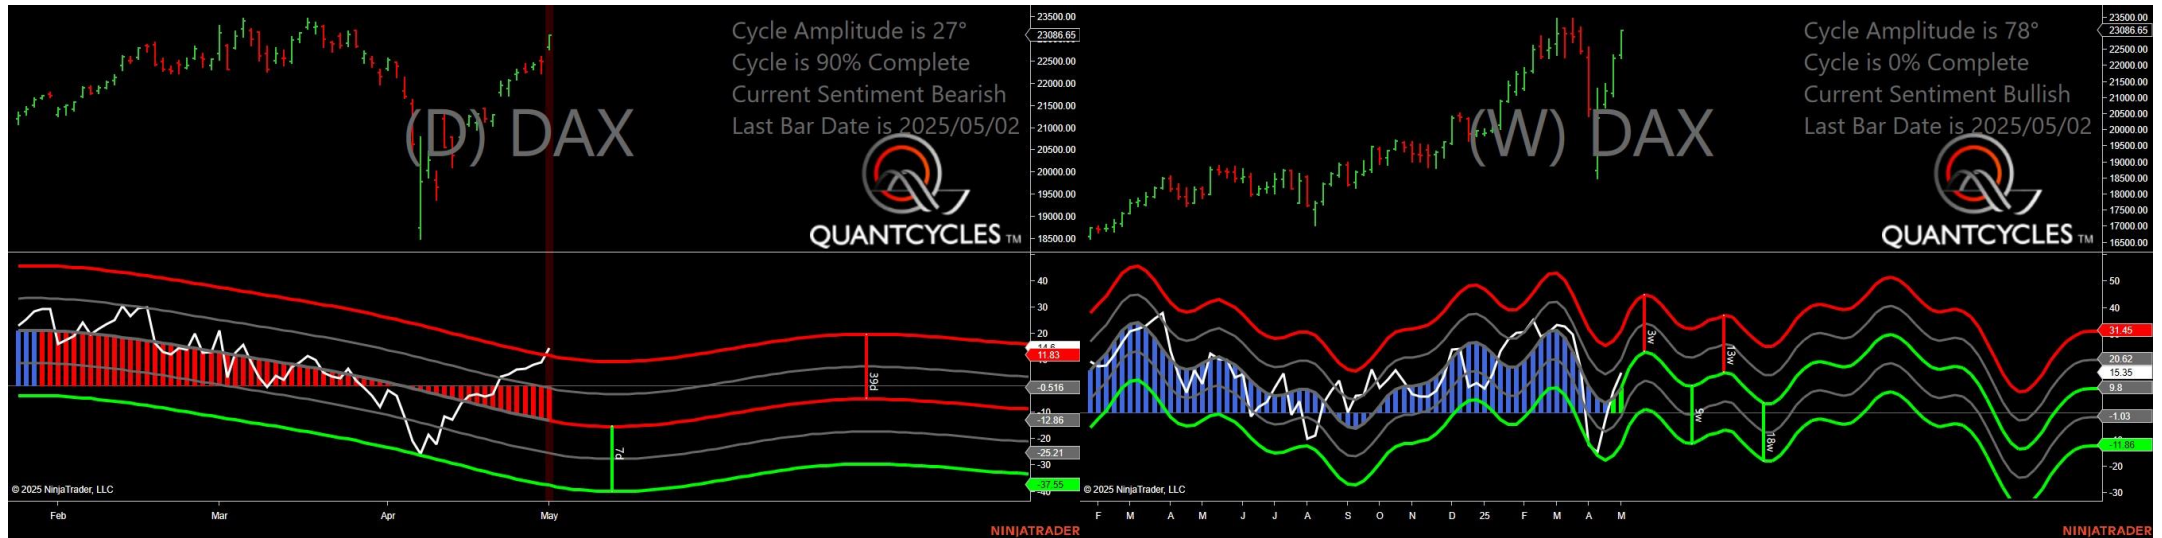 Cycle Amplitude is 27°
Cycle is 90% Complete
Current Sentiment Bearish
Last Bar Date is 2025/05/02
(D) DAX
QUANTCYCLES TM
23500.00
23086.65
22500.00
22000.00
21500.00
21000.00
20500.00
20000.00
19500.00
19000.00
18500.00
40
30
20
11.83
-0.516
-10
-12.86
-20
-25.21
-30
-37.55
-40
39d
7d
© 2025 NinjaTrader, LLC
Feb Mar Apr May
NINJATRADER
Cycle Amplitude is 78°
Cycle is 0% Complete
Current Sentiment Bullish
Last Bar Date is 2025/05/02
(W) DAX
QUANTCYCLES TM
23500.00
23086.65
22500.00
22000.00
21500.00
21000.00
20500.00
20000.00
19500.00
19000.00
18500.00
18000.00
17500.00
17000.00
16500.00
50
40
31.45
20.62
15.35
9.8
-1.03
-11.86
-20
-30
3w
13w
9w
18w
© 2025 NinjaTrader, LLC
F M A M J J A S O N D 25 F M A M
NINJATRADER